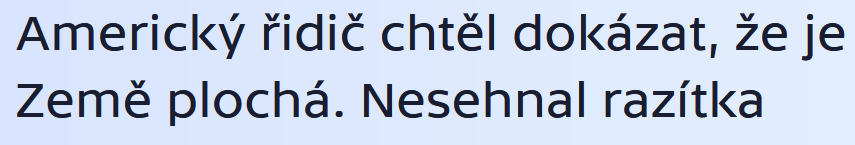 Americký řidič chtěl dokázat, že je
Země plochá. Nesehnal razítka